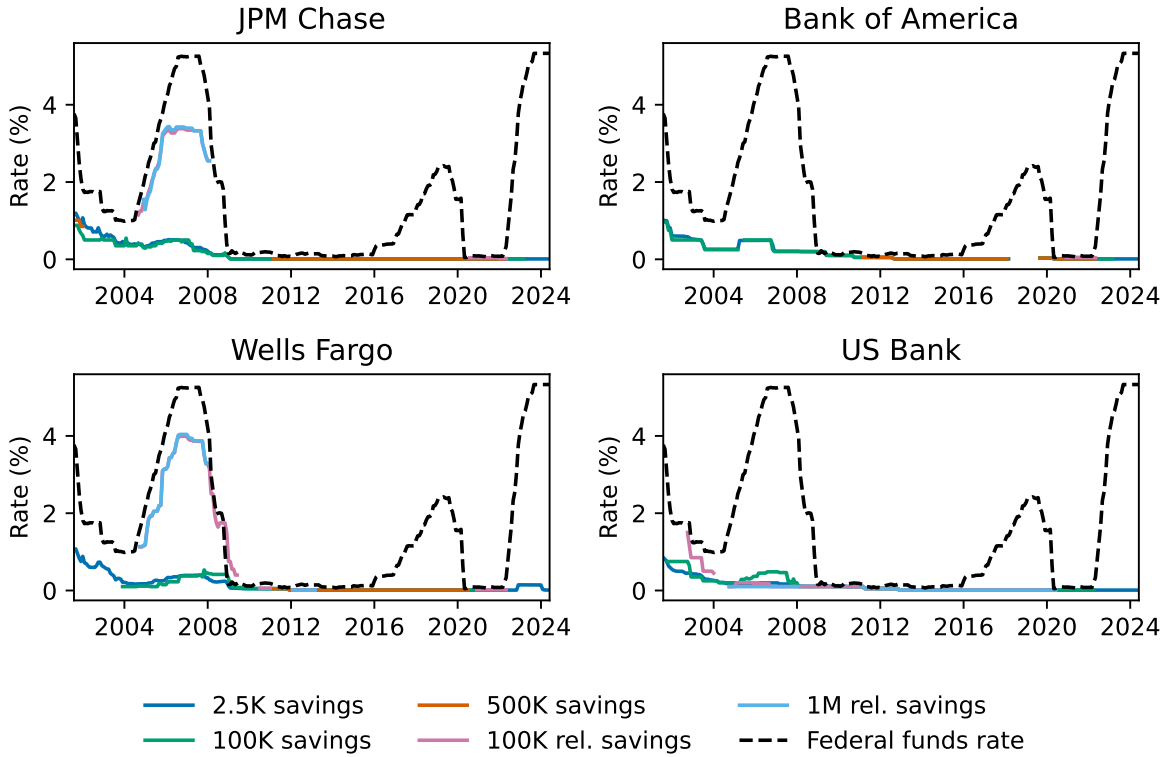 JPM Chase
Bank of America
Rate (%)
4
2
0
2004 2008 2012 2016 2020 2024
Rate (%)
4
2
0
2004 2008 2012 2016 2020 2024
Wells Fargo
US Bank
Rate (%)
4
2
0
2004 2008 2012 2016 2020 2024
Rate (%)
4
2
0
2004 2008 2012 2016 2020 2024
2.5K savings
500K savings
1M rel. savings
100K savings
100K rel. savings
Federal funds rate